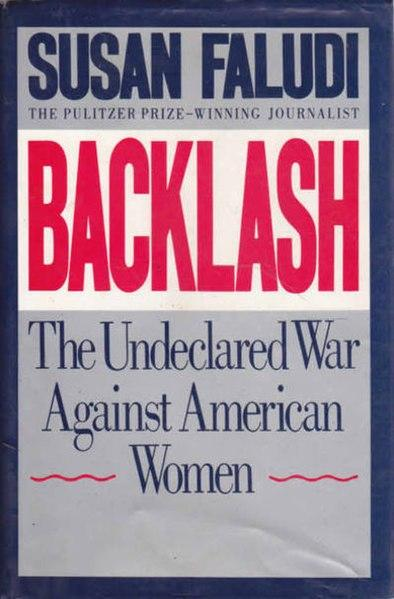 SUSAN FALUDI
THE PULITZER PRIZE–WINNING JOURNALIST
BACKLASH
The Undeclared War
Against American
Women